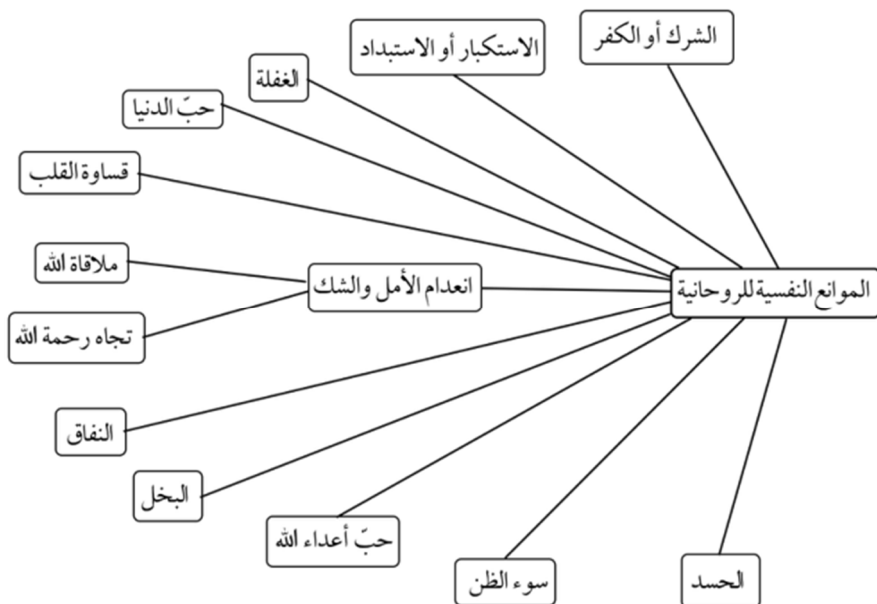 الشرك أو الكفر
الاستكبار أو الاستبداد
الغفلة
حبّ الدنيا
قساوة القلب
ملاقاة الله
انعدام الأمل والشك
الموانع النفسية للروحانية
تجاه رحمة الله
النفاق
البخل
حبّ أعداء الله
سوء الظن
الحسد